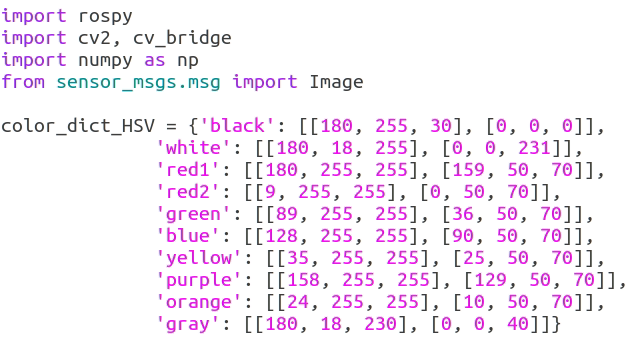 import rospy
import cv2, cv_bridge
import numpy as np
from sensor_msgs.msg import Image

color_dict_HSV = {'black': [[180, 255, 30], [0, 0, 0]],
              'white': [[180, 18, 255], [0, 0, 231]],
              'red1': [[180, 255, 255], [159, 50, 70]],
              'red2': [[9, 255, 255], [0, 50, 70]],
              'green': [[89, 255, 255], [36, 50, 70]],
              'blue': [[128, 255, 255], [90, 50, 70]],
              'yellow': [[35, 255, 255], [25, 50, 70]],
              'purple': [[158, 255, 255], [129, 50, 70]],
              'orange': [[24, 255, 255], [10, 50, 70]],
              'gray': [[180, 18, 230], [0, 0, 40]]}